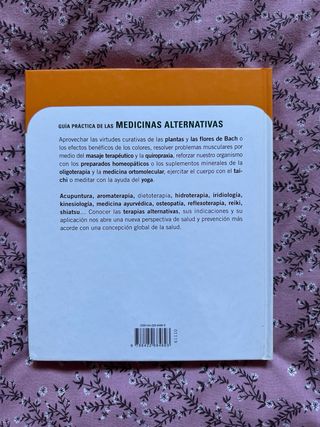 GUÍA PRÁCTICA DE LAS MEDICINAS ALTERNATIVAS
Aprovechar las virtudes curativas de las plantas y las flores de Bach o
los efectos benéficos de los colores, resolver problemas musculares por
medio del masaje terapéutico y la quiropraxia, reforzar nuestro organismo
con los preparados homeopáticos o los suplementos minerales de la
oligoterapia y la medicina ortomolecular, ejercitar el cuerpo con el tai-
chi o meditar con la ayuda del yoga.
Acupuntura, aromaterapia, dietoterapia, hidroterapia, iridiología,
kinesiología, medicina ayurvédica, osteopatía, reflexoterapia, reiki,
shiatsu... Conocer las terapias alternativas, sus indicaciones y su
aplicación nos abre una nueva perspectiva de salud y prevención más
acorde con una concepción global de la salud.